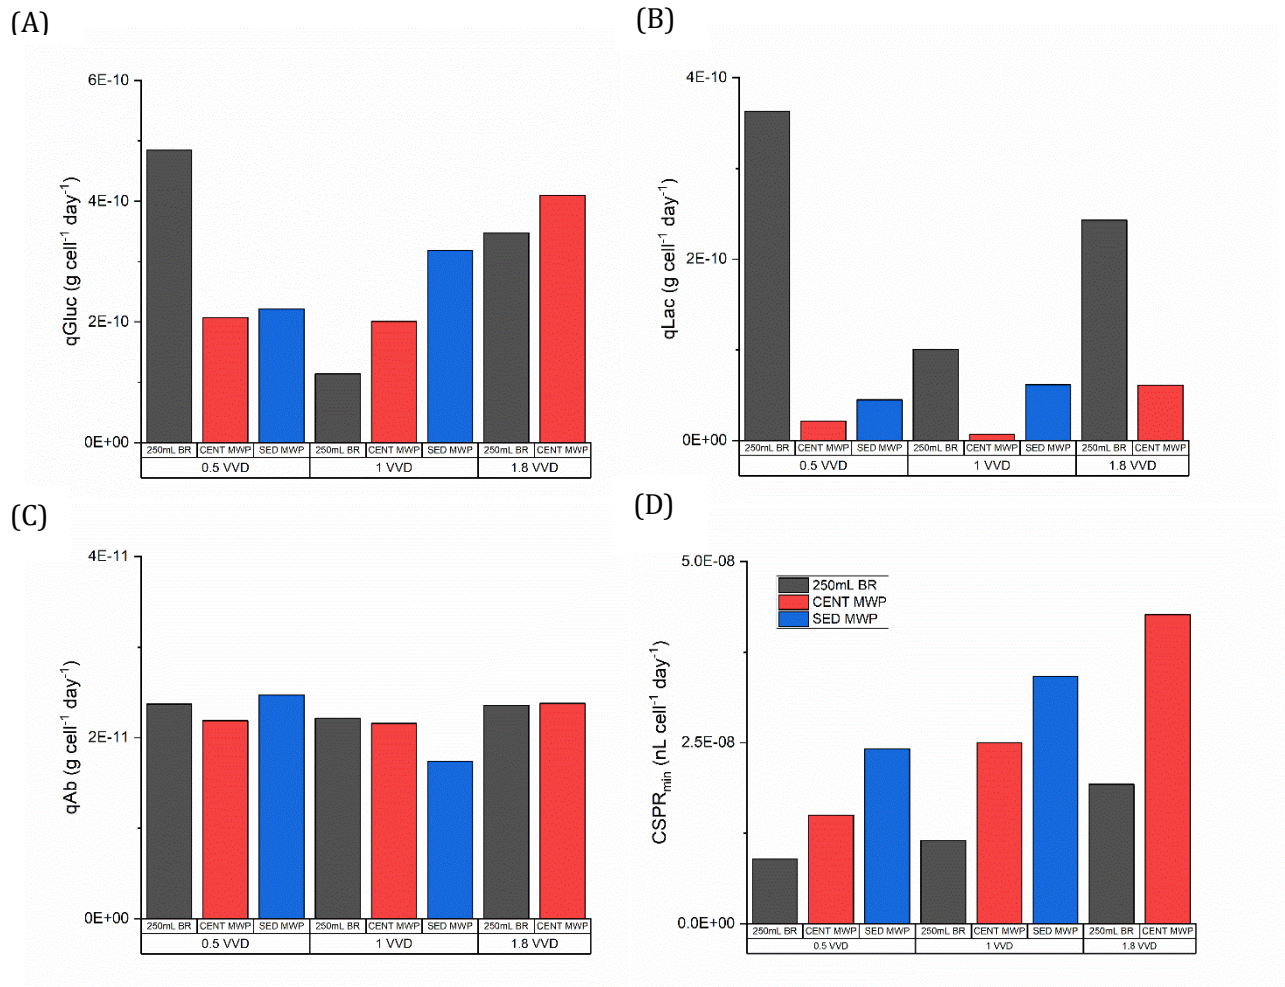 (A)
6E-10
4E-10
2E-10
0E+00
qGluc (g cell⁻¹ day⁻¹)
250mL BR CENT MWP SED MWP 250mL BR CENT MWP SED MWP 250mL BR CENT MWP
0.5 VVD 1 VVD 1.8 VVD
(B)
4E-10
2E-10
0E+00
qLac (g cell⁻¹ day⁻¹)
250mL BR CENT MWP SED MWP 250mL BR CENT MWP SED MWP 250mL BR CENT MWP
0.5 VVD 1 VVD 1.8 VVD
(C)
4E-11
2E-11
0E+00
qAb (g cell⁻¹ day⁻¹)
250mL BR CENT MWP SED MWP 250mL BR CENT MWP SED MWP 250mL BR CENT MWP
0.5 VVD 1 VVD 1.8 VVD
(D)
5.0E-08
2.5E-08
0.0E+00
CSPRmin (nL cell⁻¹ day⁻¹)
250mL BR
CENT MWP
SED MWP
250mL BR CENT MWP SED MWP 250mL BR CENT MWP SED MWP 250mL BR CENT MWP
0.5 VVD 1 VVD 1.8 VVD